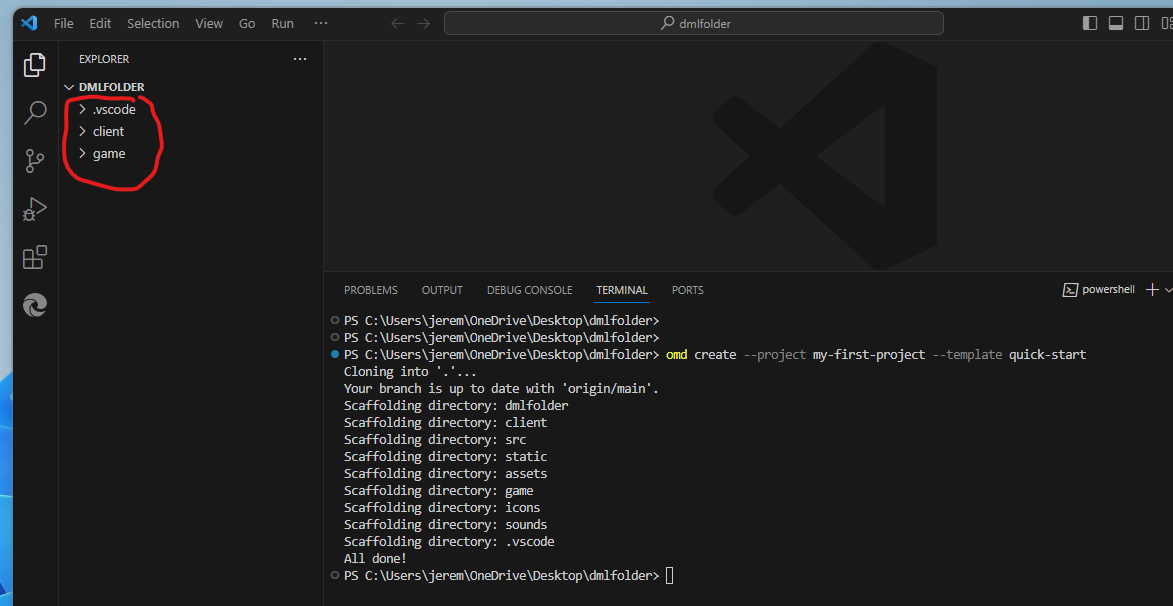 File Edit Selection View Go Run ···
dmlfolder
EXPLORER ···
DMLFOLDER
.vscode
client
game
PROBLEMS OUTPUT DEBUG CONSOLE TERMINAL PORTS
powershell
PS C:\Users\jerem\OneDrive\Desktop\dmlfolder>
PS C:\Users\jerem\OneDrive\Desktop\dmlfolder>
PS C:\Users\jerem\OneDrive\Desktop\dmlfolder> omd create --project my-first-project --template quick-start
Cloning into '.'...
Your branch is up to date with 'origin/main'.
Scaffolding directory: dmlfolder
Scaffolding directory: client
Scaffolding directory: src
Scaffolding directory: static
Scaffolding directory: assets
Scaffolding directory: game
Scaffolding directory: icons
Scaffolding directory: sounds
Scaffolding directory: .vscode
All done!
PS C:\Users\jerem\OneDrive\Desktop\dmlfolder>